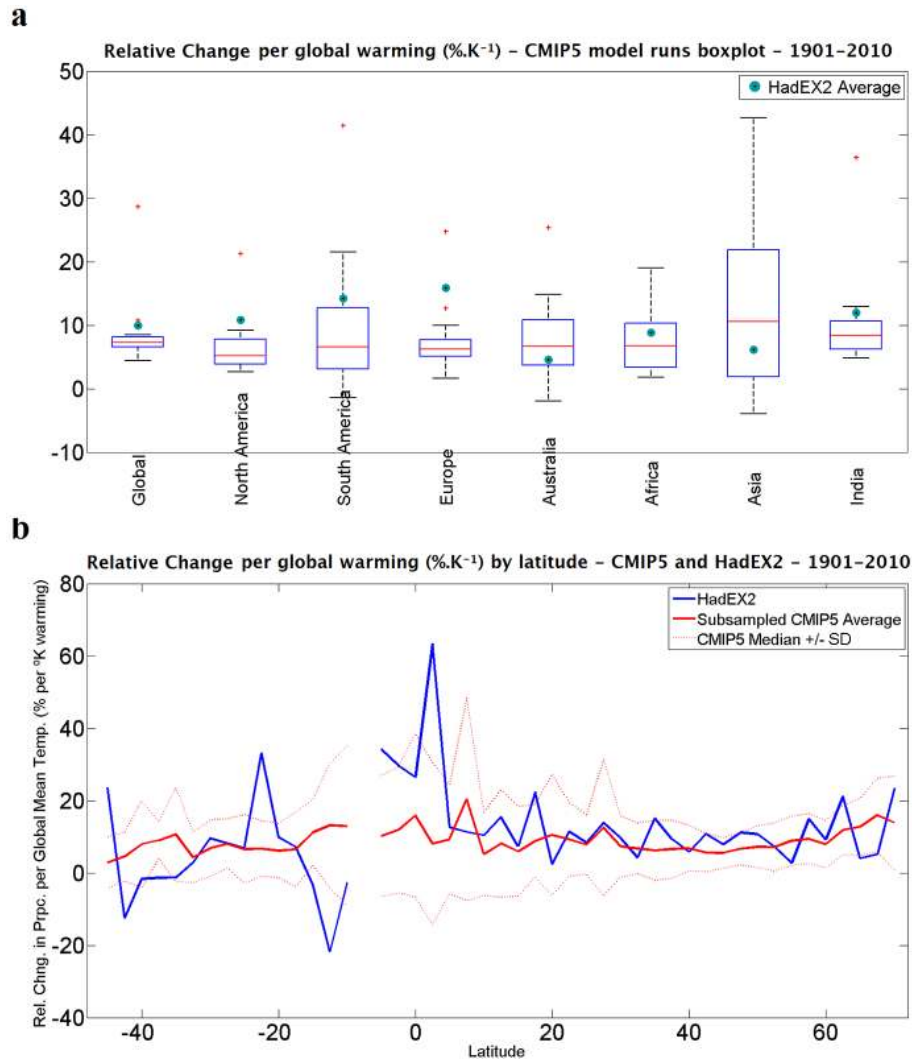 a
Relative Change per global warming (%.K⁻¹) – CMIP5 model runs boxplot – 1901–2010
HadEX2 Average
50
40
30
20
10
0
-10
Global
North America
South America
Europe
Australia
Africa
Asia
India
b
Relative Change per global warming (%.K⁻¹) by latitude – CMIP5 and HadEX2 – 1901–2010
HadEX2
Subsampled CMIP5 Average
CMIP5 Median +/- SD
Rel. Chng. in Prpc. per Global Mean Temp. (% per ºK warming)
80
60
40
20
0
-20
-40
-40
-20
0
20
40
60
Latitude